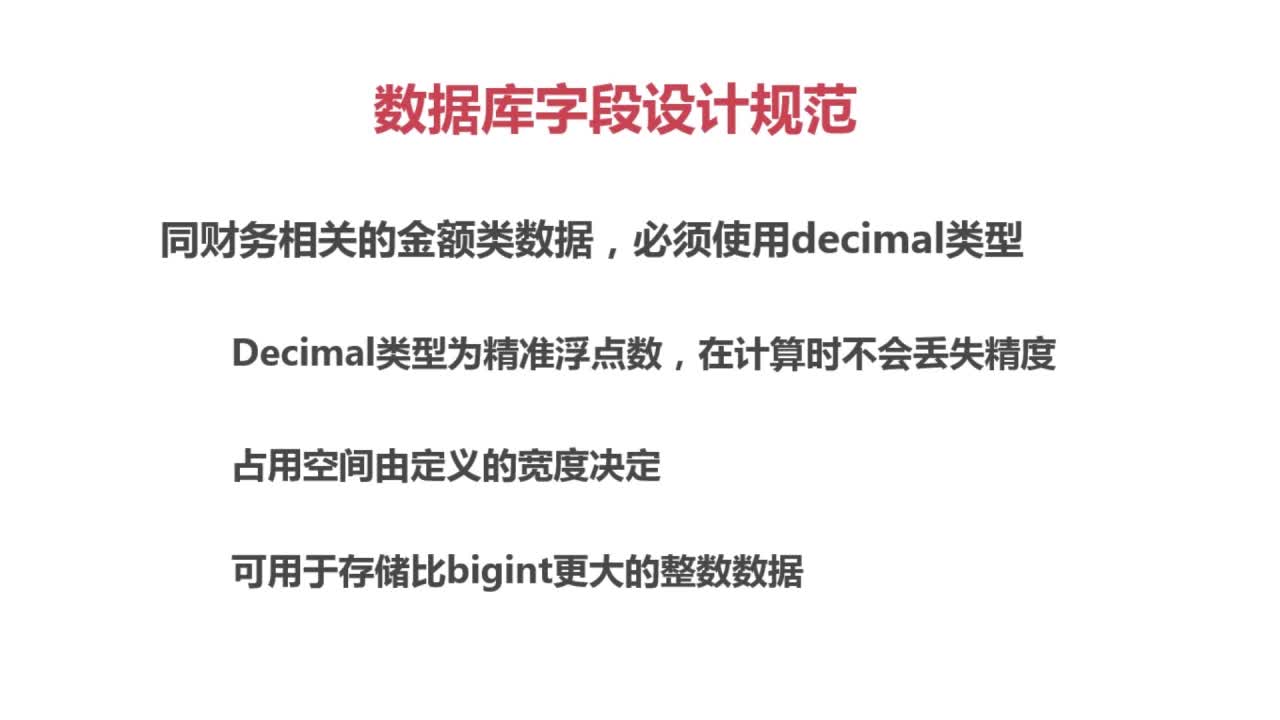 数据库字段设计规范
同财务相关的金额类数据，必须使用decimal类型
Decimal类型为精准浮点数，在计算时不会丢失精度
占用空间由定义的宽度决定
可用于存储比bigint更大的整数数据